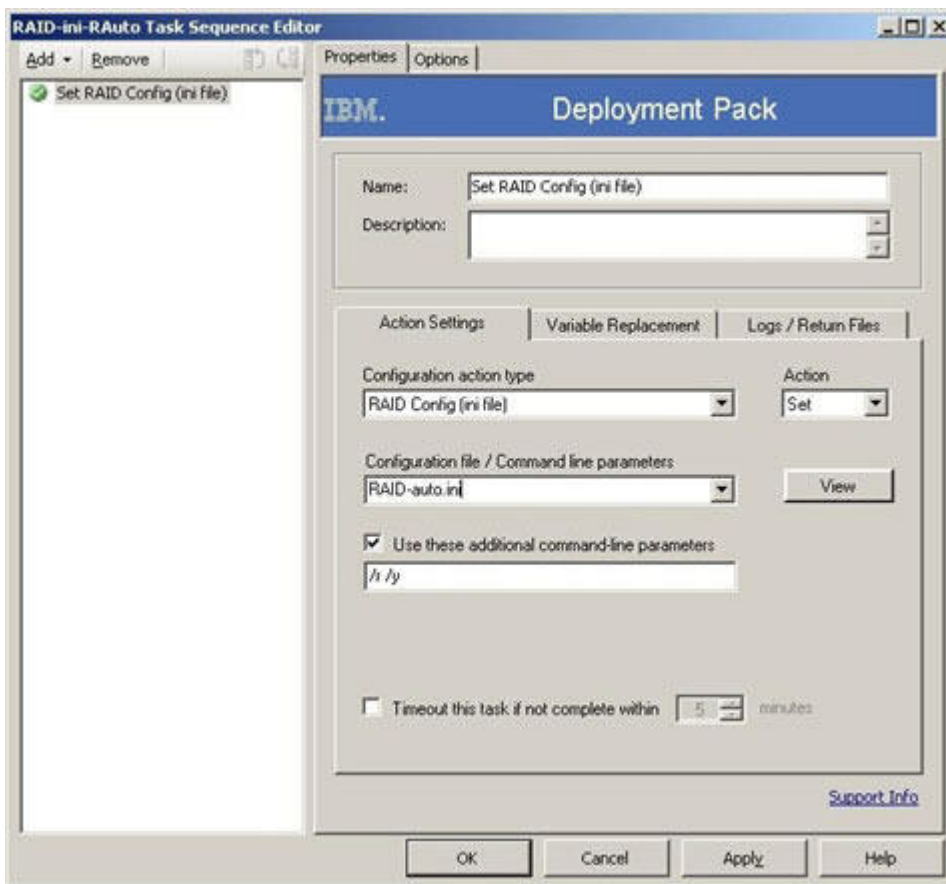 RAID-ini-RAuto Task Sequence Editor
Add Remove
Set RAID Config (ini file)
Properties Options
IBM. Deployment Pack
Name: Set RAID Config (ini file)
Description:
Action Settings Variable Replacement Logs / Return Files
Configuration action type Action
RAID Config (ini file) Set
Configuration file / Command line parameters
RAID-auto.ini View
Use these additional command-line parameters
/r /y
Timeout this task if not complete within 5 minutes
Support Info
OK Cancel Apply Help